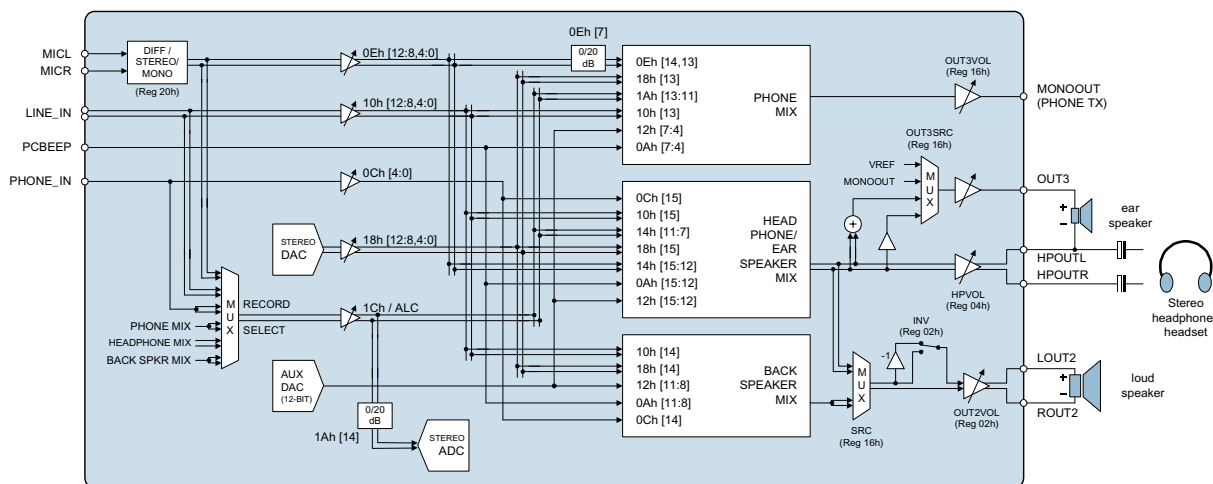 MICL
MICR
LINE_IN
PCBEEP
PHONE_IN
DIFF /
STEREO/
MONO
(Reg 20h)
0Eh [12:8,4:0]
10h [12:8,4:0]
0Ch [4:0]
STEREO
DAC
18h [12:8,4:0]
M
U
X
RECORD
SELECT
1Ch / ALC
PHONE MIX
HEADPHONE MIX
BACK SPKR MIX
AUX
DAC
(12-BIT)
0/20
dB
1Ah [14]
STEREO
ADC
0Eh [7]
0/20
dB
0Eh [14,13]
18h [13]
1Ah [13:11]
10h [13]
12h [7:4]
0Ah [7:4]
PHONE
MIX
0Ch [15]
10h [15]
14h [11:7]
18h [15]
14h [15:12]
0Ah [15:12]
12h [15:12]
HEAD
PHONE/
EAR
SPEAKER
MIX
10h [14]
18h [14]
12h [11:8]
0Ah [11:8]
0Ch [14]
BACK
SPEAKER
MIX
OUT3VOL
(Reg 16h)
OUT3SRC
(Reg 16h)
VREF
MONOOUT
M
U
X
+
HPVOL
(Reg 04h)
INV
(Reg 02h)
-1
M
U
X
SRC
(Reg 16h)
OUT2VOL
(Reg 02h)
MONOOUT
(PHONE TX)
OUT3
+
−
ear
speaker
HPOUTL
HPOUTR
Stereo
headphone
headset
LOUT2
+
−
ROUT2
loud
speaker